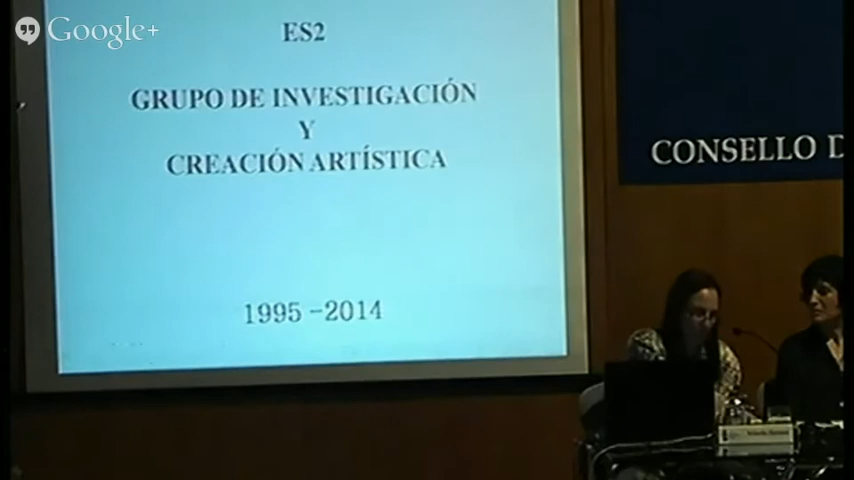 Google+
ES2
GRUPO DE INVESTIGACIÓN
Y
CREACIÓN ARTÍSTICA
1995 -2014
CONSELLO D